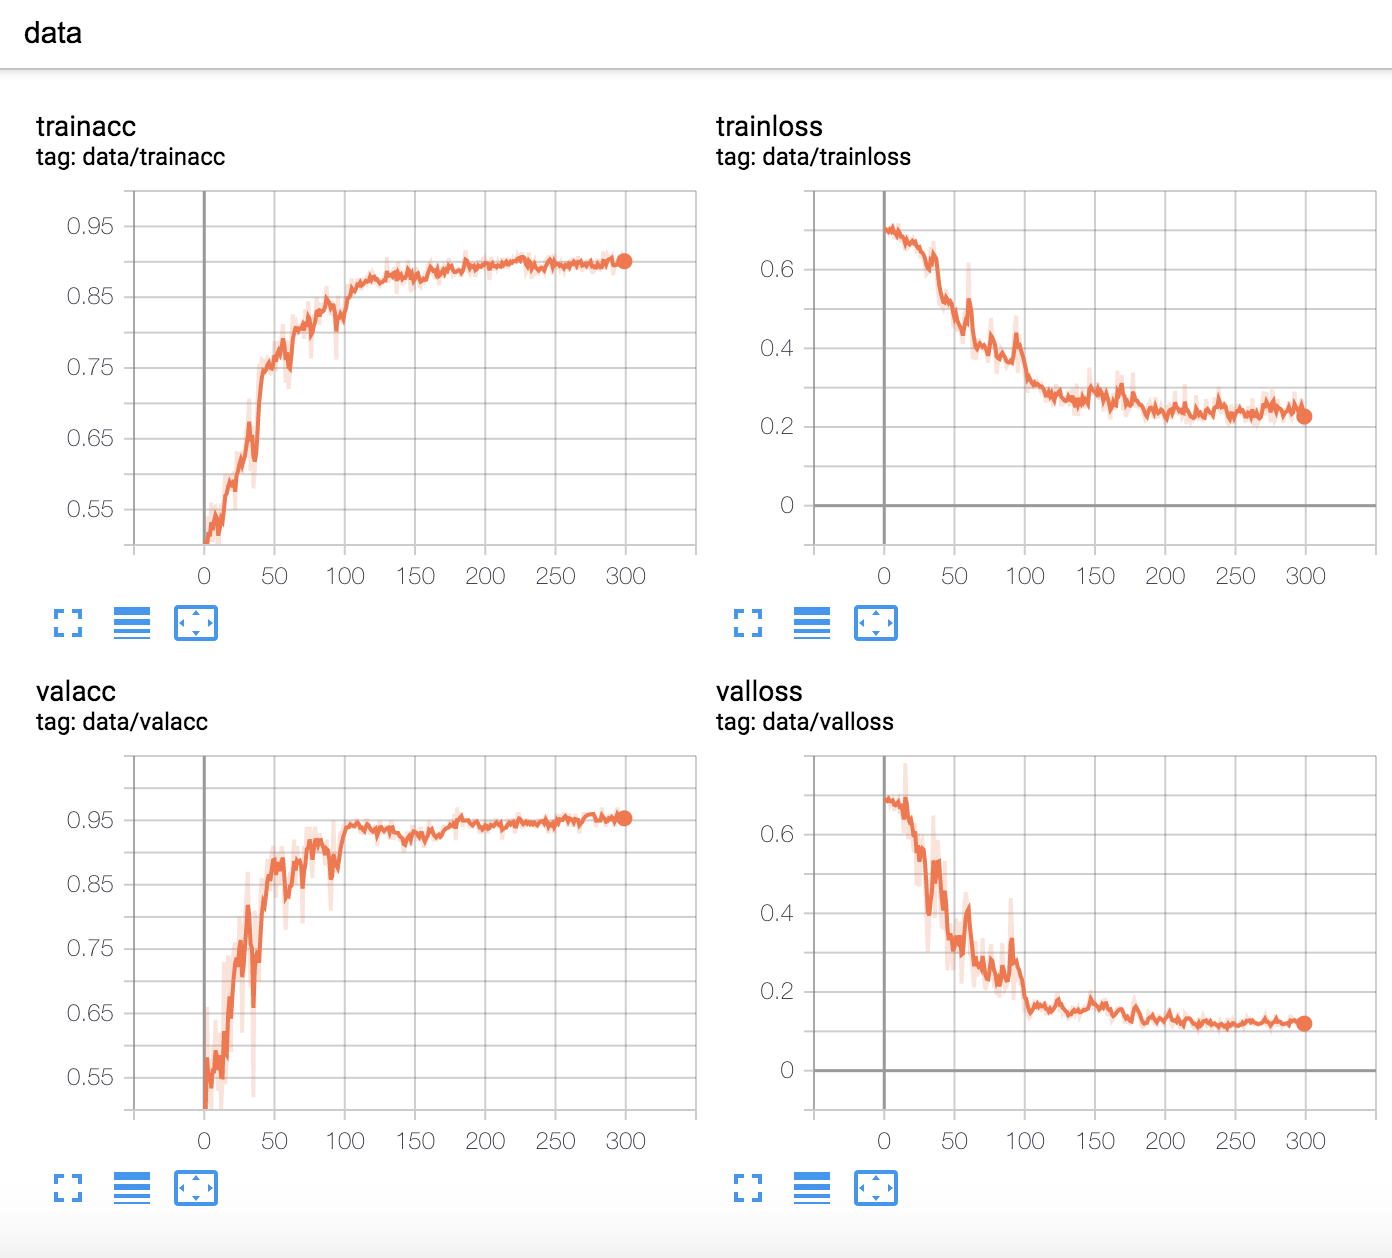 data
trainacc
tag: data/trainacc
0.95
0.85
0.75
0.65
0.55
0 50 100 150 200 250 300
trainloss
tag: data/trainloss
0.6
0.4
0.2
0
0 50 100 150 200 250 300
valacc
tag: data/valacc
0.95
0.85
0.75
0.65
0.55
0 50 100 150 200 250 300
valloss
tag: data/valloss
0.6
0.4
0.2
0
0 50 100 150 200 250 300